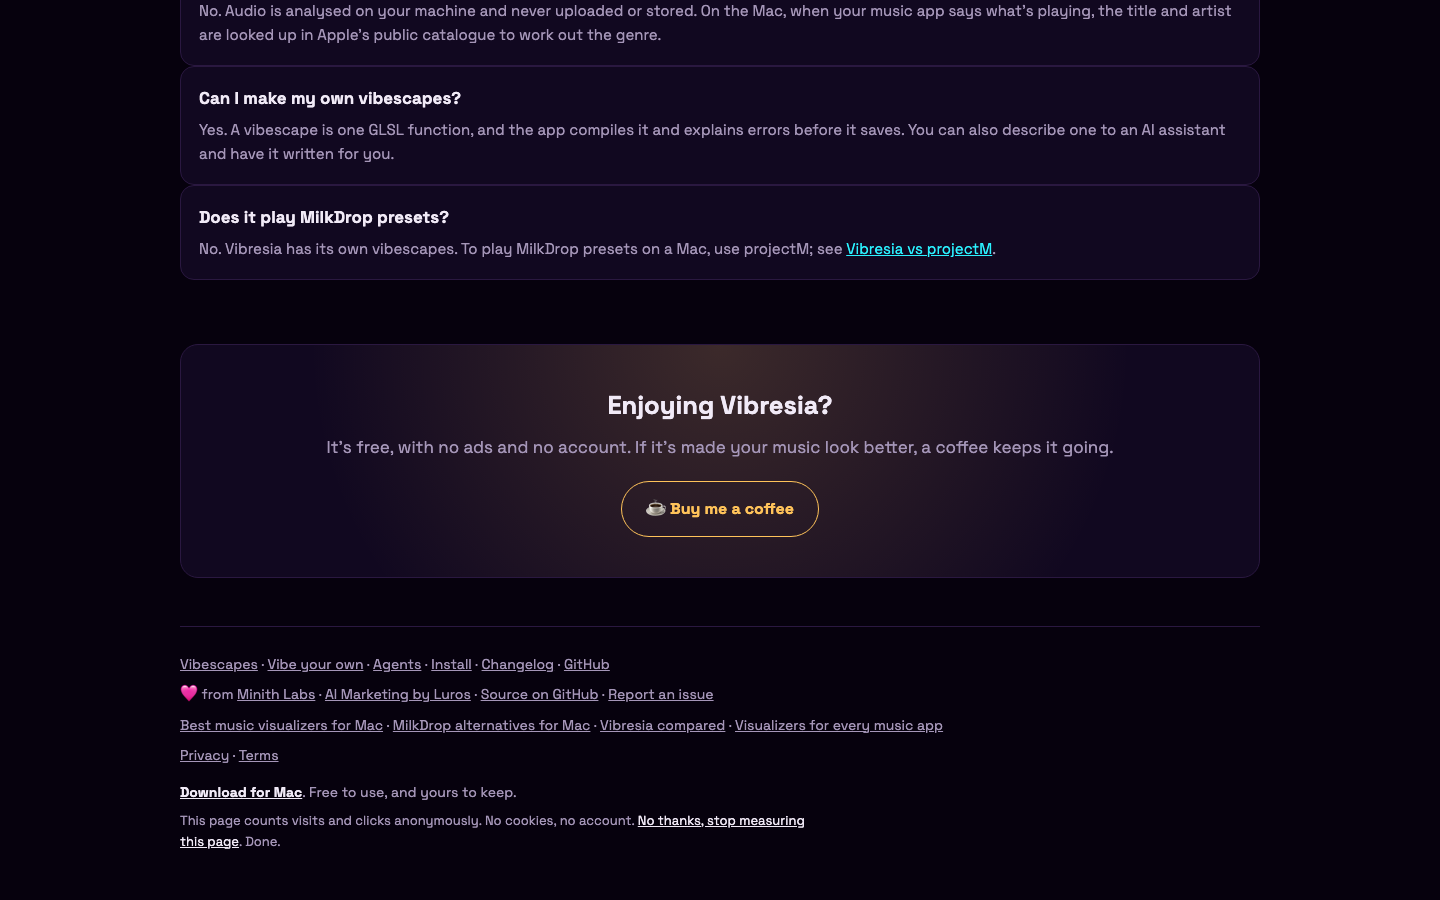 No. Audio is analysed on your machine and never uploaded or stored. On the Mac, when your music app says what's playing, the title and artist
are looked up in Apple's public catalogue to work out the genre.
Can I make my own vibescapes?
Yes. A vibescape is one GLSL function, and the app compiles it and explains errors before it saves. You can also describe one to an AI assistant
and have it written for you.
Does it play MilkDrop presets?
No. Vibresia has its own vibescapes. To play MilkDrop presets on a Mac, use projectM; see Vibresia vs projectM.
Enjoying Vibresia?
It's free, with no ads and no account. If it's made your music look better, a coffee keeps it going.
☕ Buy me a coffee
Vibescapes · Vibe your own · Agents · Install · Changelog · GitHub
🩷 from Minith Labs · AI Marketing by Luros · Source on GitHub · Report an issue
Best music visualizers for Mac · MilkDrop alternatives for Mac · Vibresia compared · Visualizers for every music app
Privacy · Terms
Download for Mac. Free to use, and yours to keep.
This page counts visits and clicks anonymously. No cookies, no account. No thanks, stop measuring
this page. Done.